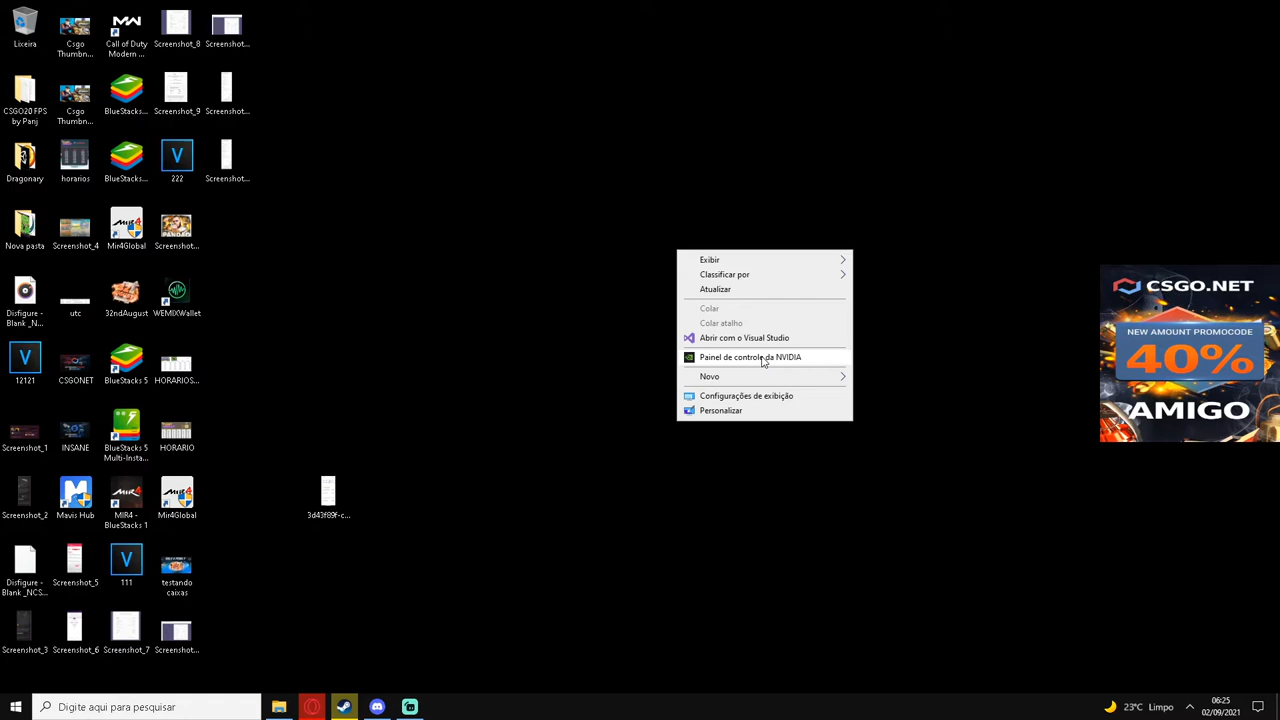 Lixeira
Csgo
Thumbn...
Call of Duty
Modern ...
Screenshot_8
Screenshot...
CSGO20 FPS
by Panj
Csgo
Thumbn...
BlueStacks...
Screenshot_9
Screenshot...
Dragonary
horarios
BlueStacks...
222
Screenshot...
Nova pasta
Screenshot_4
Mir4Global
Screenshot...
Disfigure -
Blank _N...
utc
32ndAugust
WEMIXWallet
12121
CSGONET
BlueStacks 5
HORARIOS...
Screenshot_1
INSANE
BlueStacks 5
Multi-Insta...
HORARIO
Screenshot_2
Mavis Hub
MIR4 -
BlueStacks 1
Mir4Global
3d43f89f-c...
Disfigure -
Blank _NCS...
Screenshot_5
111
testando
caixas
Screenshot_3
Screenshot_6
Screenshot_7
Screenshot...
Exibir
Classificar por
Atualizar
Colar
Colar atalho
Abrir com o Visual Studio
Painel de controle da NVIDIA
Novo
Configurações de exibição
Personalizar
CSGO.NET
NEW AMOUNT PROMOCODE
40%
AMIGO
Digite aqui para pesquisar
23°C Limpo
06:25
02/09/2021